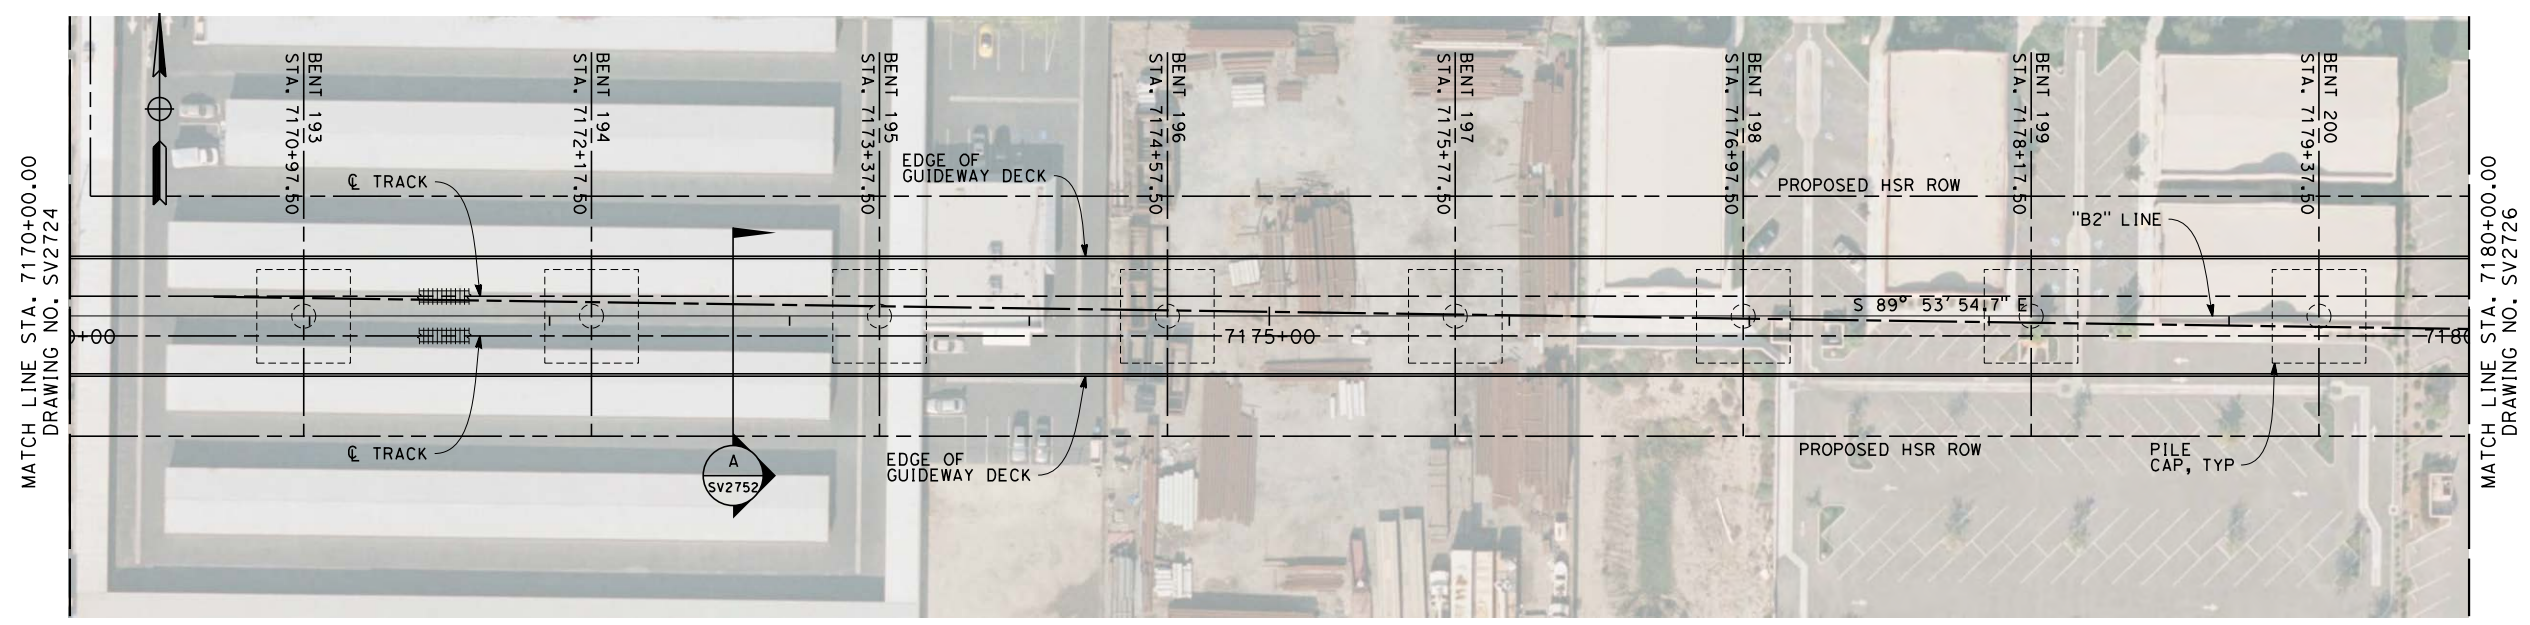 MATCH LINE STA. 7170+00.00
DRAWING NO. SV2724
BENT 193
STA. 7170+97.50
BENT 194
STA. 7172+17.50
BENT 195
STA. 7173+37.50
BENT 196
STA. 7174+57.50
BENT 197
STA. 7175+77.50
BENT 198
STA. 7176+97.50
BENT 199
STA. 7178+17.50
BENT 200
STA. 7179+37.50
℄ TRACK
EDGE OF
GUIDEWAY DECK
PROPOSED HSR ROW
"B2" LINE
S 89° 53' 54.7" E
0+00
7175+00
7180
℄ TRACK
A
SV2752
EDGE OF
GUIDEWAY DECK
PROPOSED HSR ROW
PILE
CAP, TYP
MATCH LINE STA. 7180+00.00
DRAWING NO. SV2726